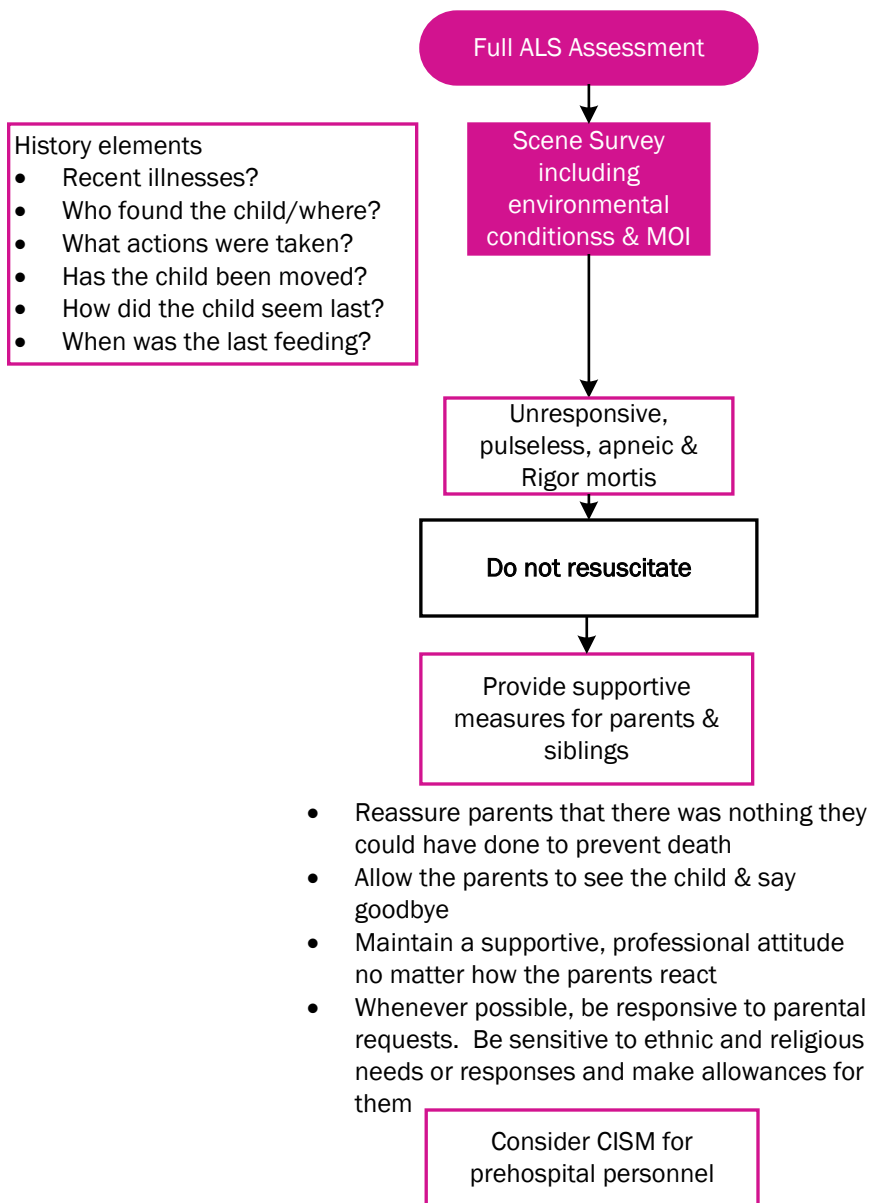 Full ALS Assessment
Scene Survey
including
environmental
conditionss & MOI
History elements
• Recent illnesses?
• Who found the child/where?
• What actions were taken?
• Has the child been moved?
• How did the child seem last?
• When was the last feeding?
Unresponsive,
pulseless, apneic &
Rigor mortis
Do not resuscitate
Provide supportive
measures for parents &
siblings
• Reassure parents that there was nothing they
could have done to prevent death
• Allow the parents to see the child & say
goodbye
• Maintain a supportive, professional attitude
no matter how the parents react
• Whenever possible, be responsive to parental
requests. Be sensitive to ethnic and religious
needs or responses and make allowances for
them
Consider CISM for
prehospital personnel